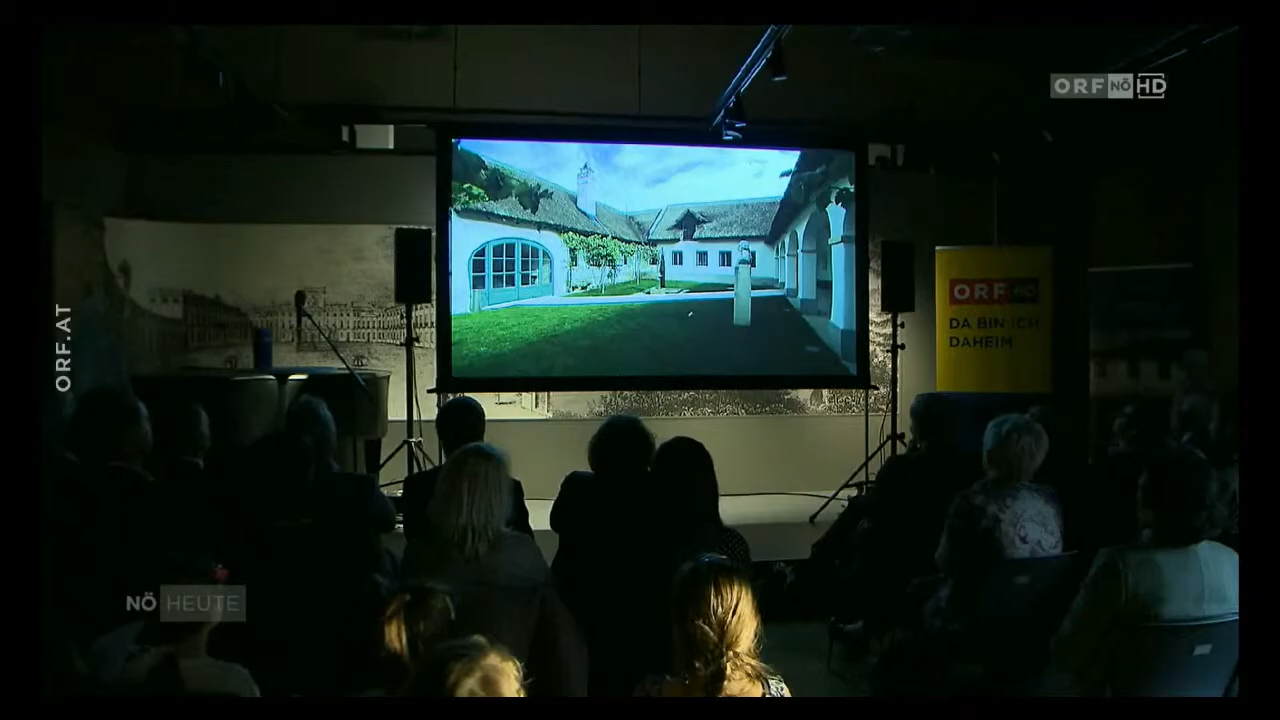 ORF NÖ HD
ORF.AT
ORF NÖ
DA BIN ICH
DAHEIM
NÖ HEUTE